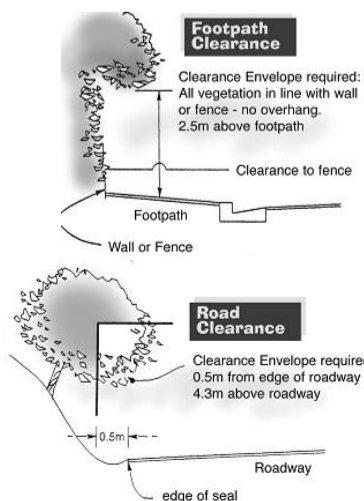 Footpath
Clearance
Clearance Envelope required:
All vegetation in line with wall
or fence - no overhang.
2.5m above footpath
Clearance to fence
Footpath
Wall or Fence
Road
Clearance
Clearance Envelope require
0.5m from edge of roadway
4.3m above roadway
0.5m
Roadway
edge of seal